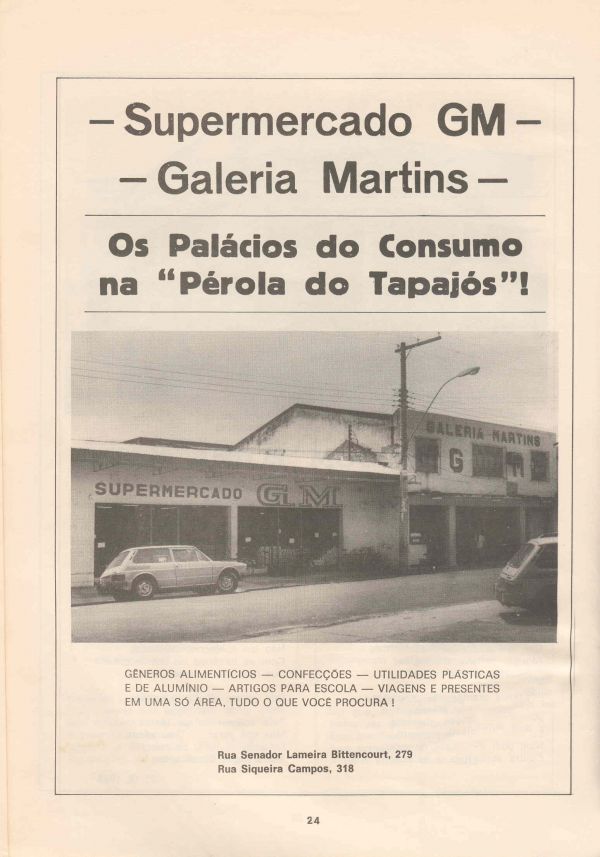 — Supermercado GM —
— Galeria Martins —
Os Palácios do Consumo
na “Pérola do Tapajós”!
GALERIA MARTINS
G M
SUPERMERCADO GM
GÊNEROS ALIMENTÍCIOS — CONFECÇÕES — UTILIDADES PLÁSTICAS
E DE ALUMÍNIO — ARTIGOS PARA ESCOLA — VIAGENS E PRESENTES
EM UMA SÓ ÁREA, TUDO O QUE VOCÊ PROCURA !
Rua Senador Lameira Bittencourt, 279
Rua Siqueira Campos, 318
24